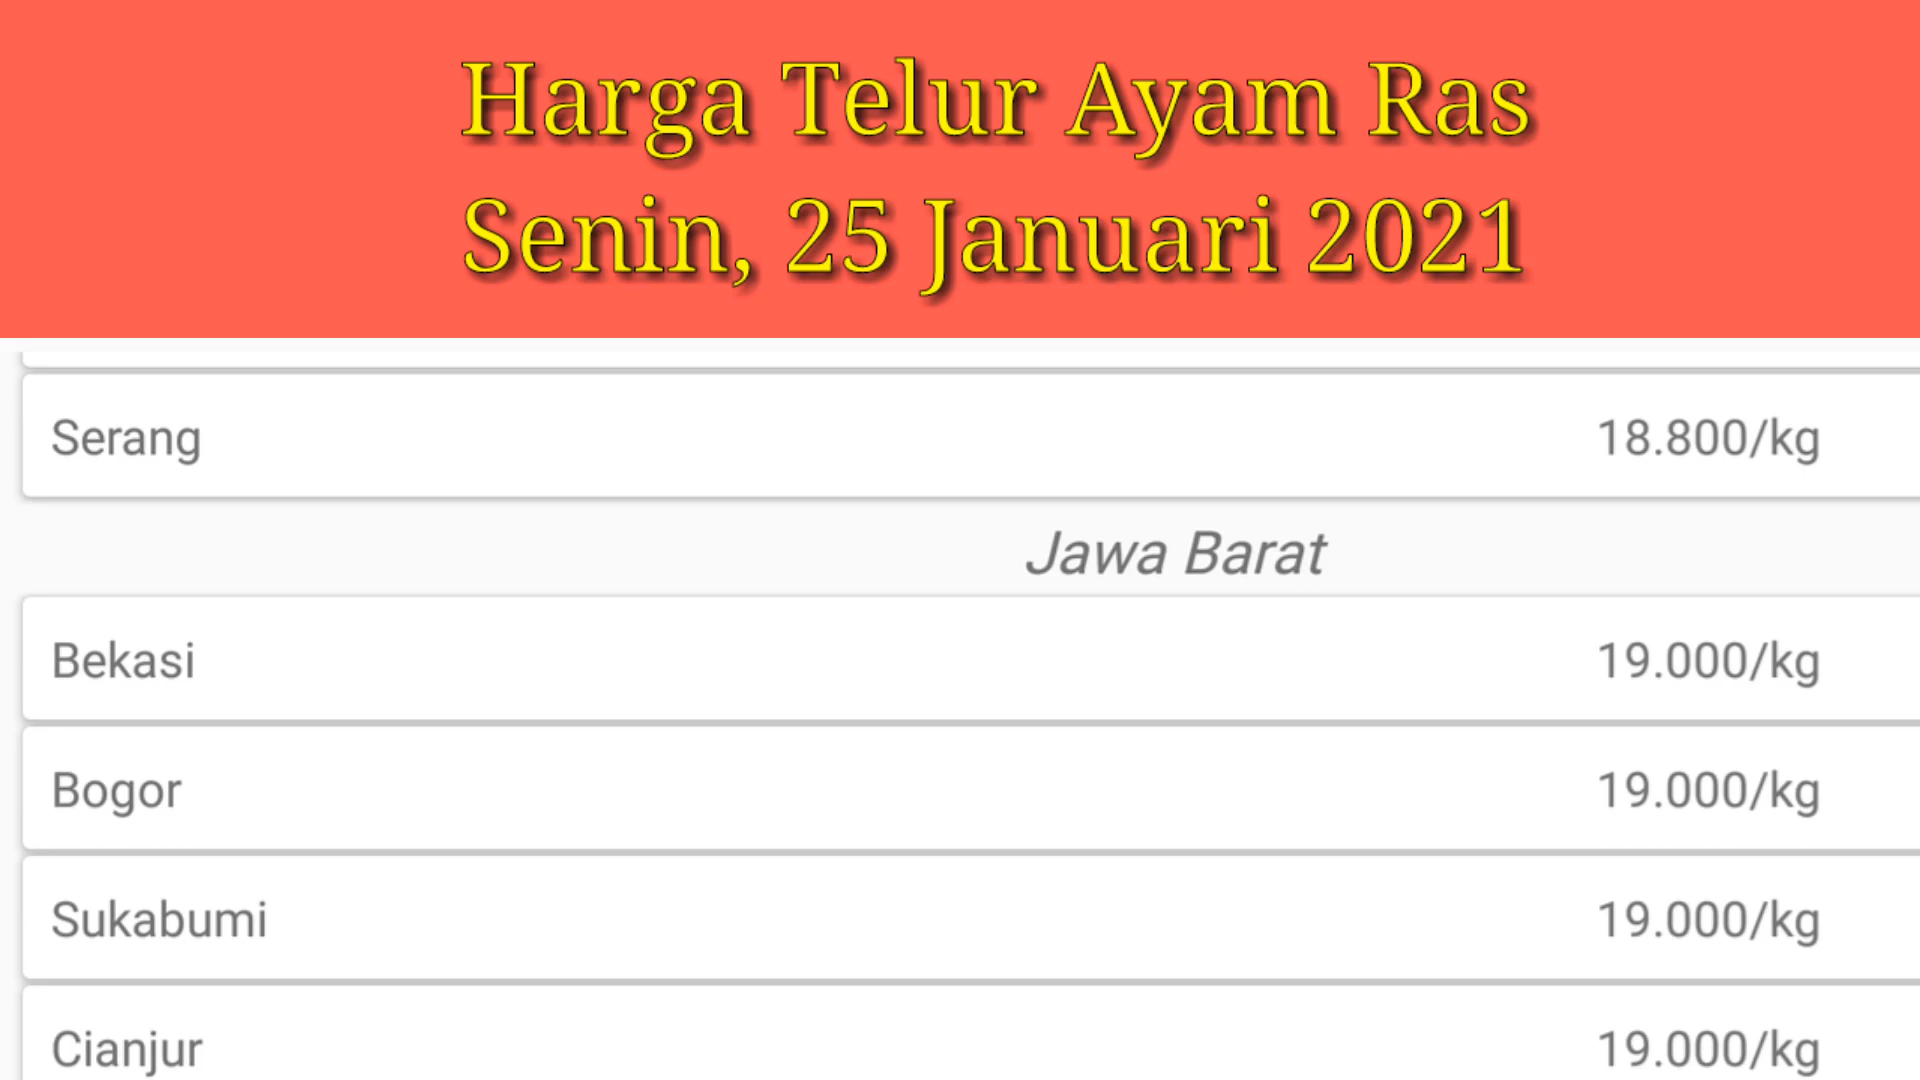 Harga Telur Ayam Ras
Senin, 25 Januari 2021
Serang 18.800/kg
Jawa Barat
Bekasi 19.000/kg
Bogor 19.000/kg
Sukabumi 19.000/kg
Cianjur 19.000/kg